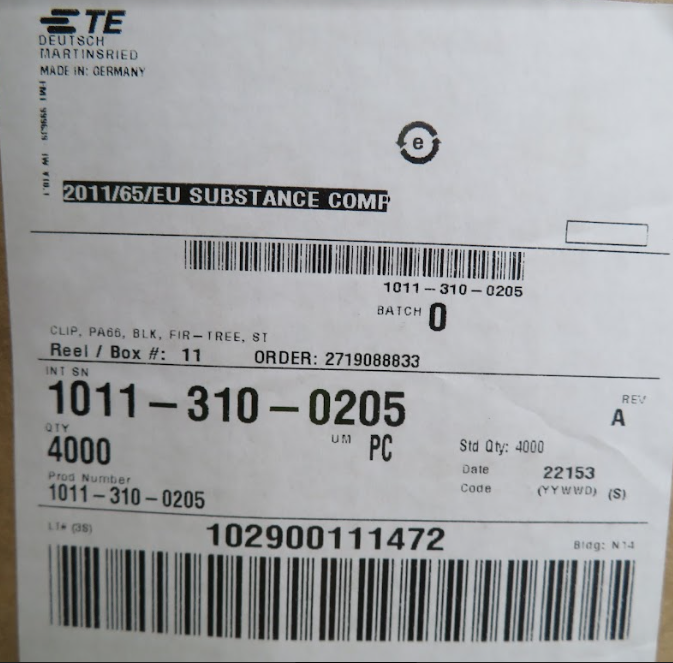 TE
DEUTSCH
MARTINSRIED
MADE IN: GERMANY
e
2011/65/EU SUBSTANCE COMP
1011-310-0205
BATCH 0
CLIP, PA66, BLK, FIR-TREE, ST
Reel / Box #: 11 ORDER: 2719088833
INT SN
1011-310-0205
REV
A
QTY
4000
UM PC
Std Qty: 4000
Prod Number
1011-310-0205
Date 22153
Code (YYWWD) (S)
LT# (3S)
102900111472
Bldg: N14